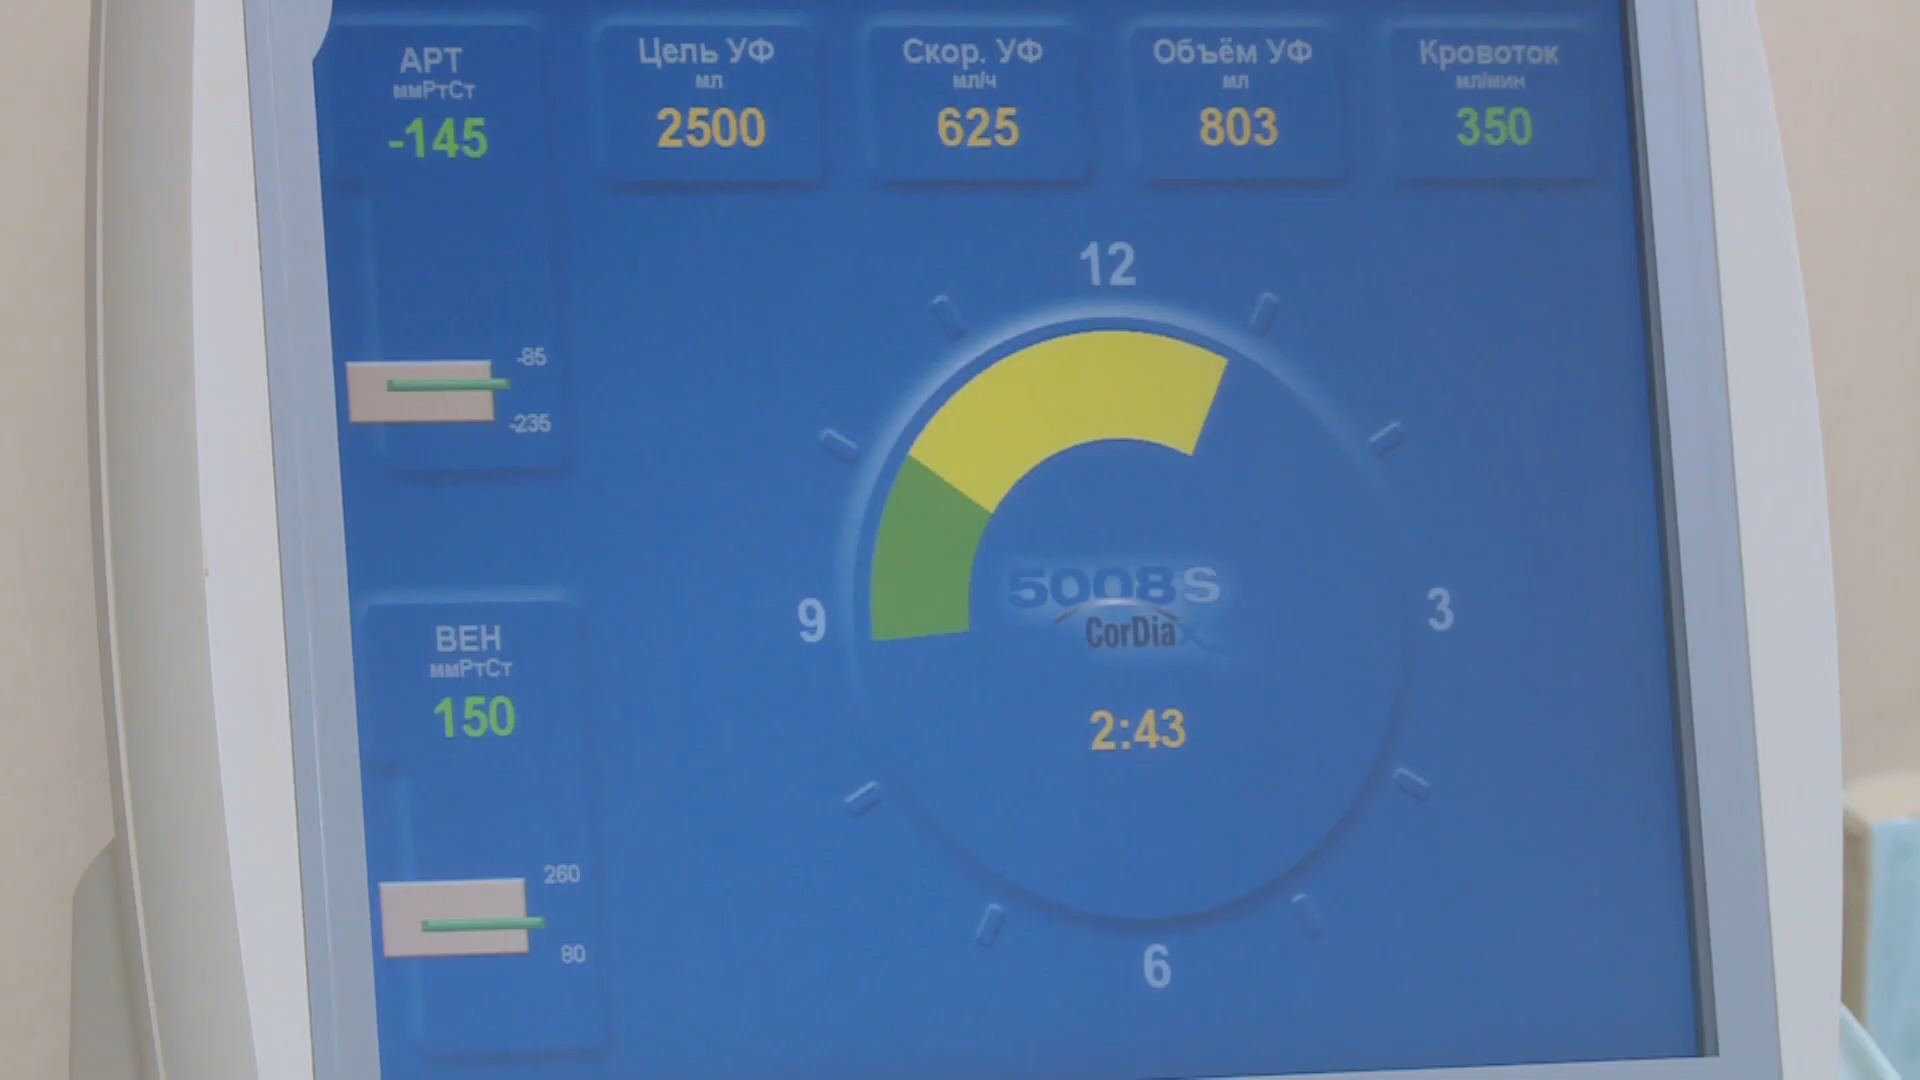 АРТ
ммРтСт
-145
Цель УФ
мл
2500
Скор. УФ
мл/ч
625
Объём УФ
мл
803
Кровоток
мл/мин
350
-85
-235
12
9
3
6
5008S
CorDiax
2:43
ВЕН
ммРтСт
150
260
80